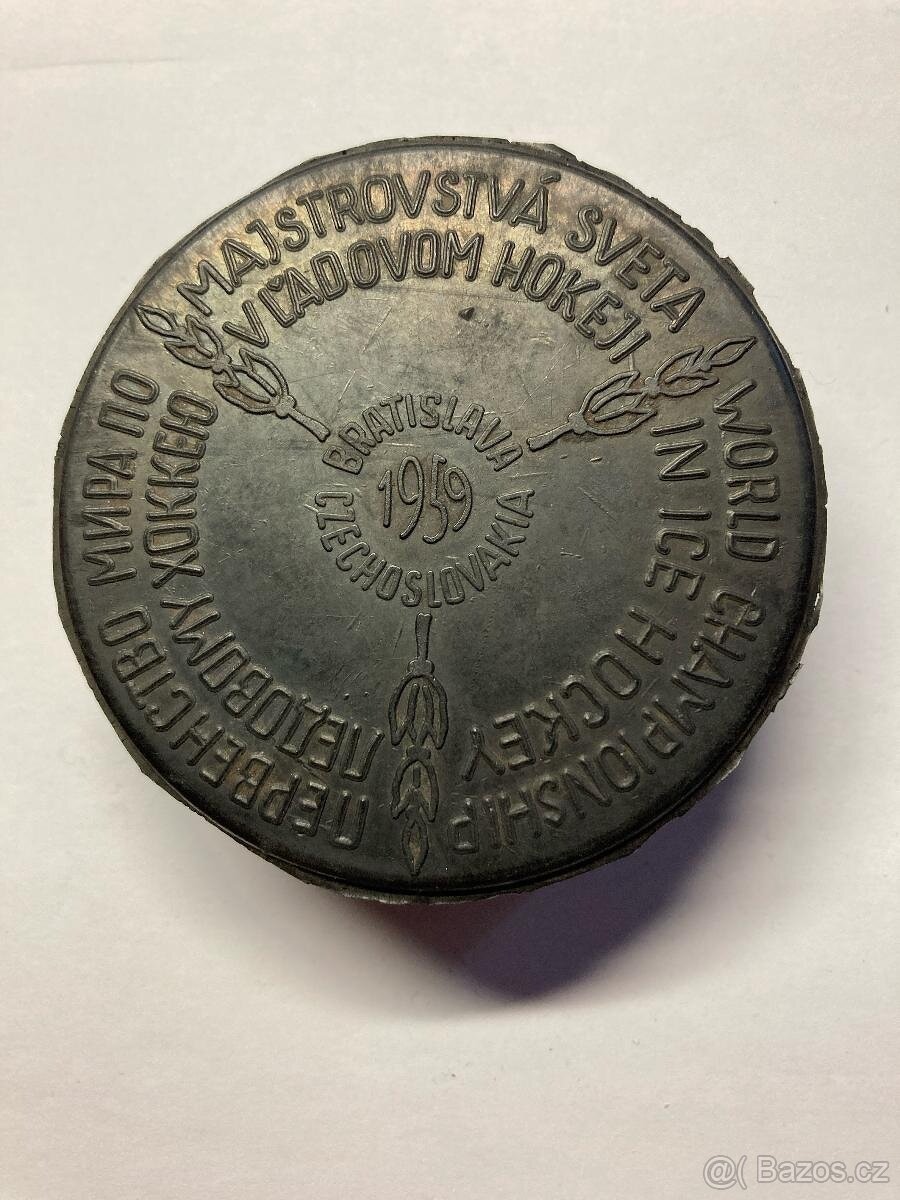 MAJSTROVSTVÁ SVETA
V ĽADOVOM HOKEJI
WORLD CHAMPIONSHIP
IN ICE HOCKEY
ПЕРВЕНСТВО МИРА ПО
ЛЕДОВОМУ ХОККЕЮ
BRATISLAVA
1959
CZECHOSLOVAKIA
@( Bazos.cz